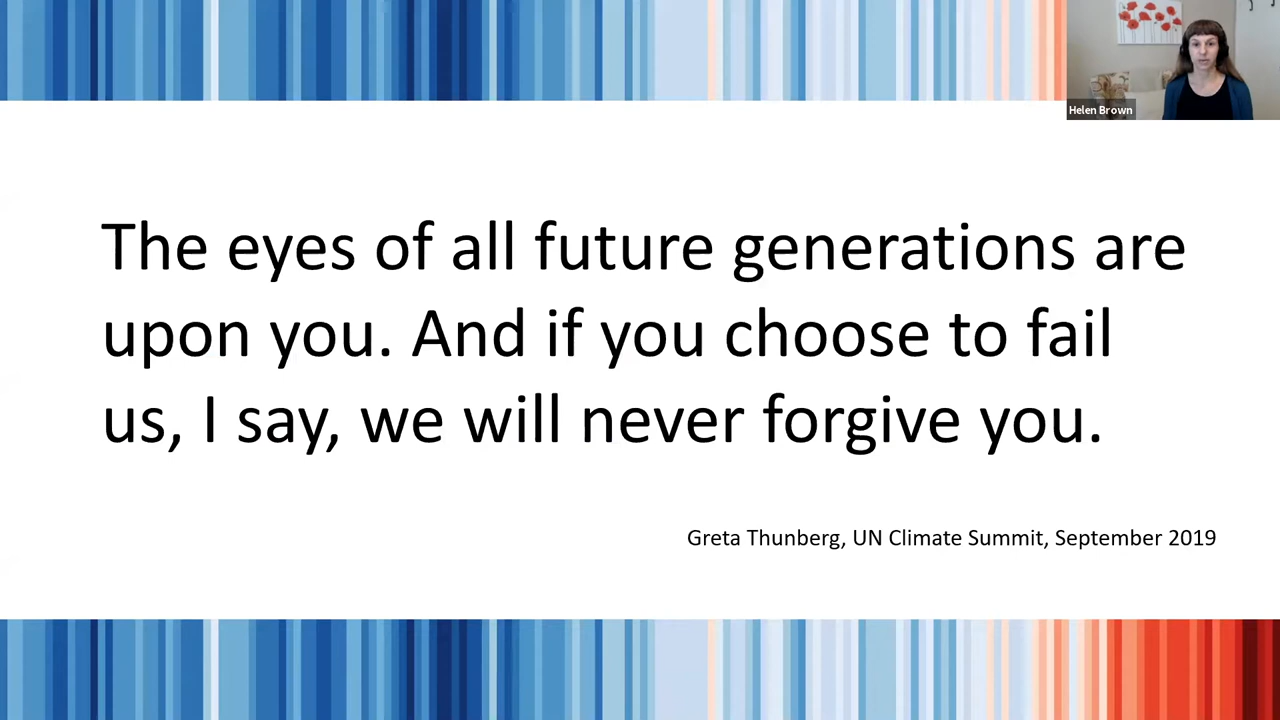 Helen Brown
The eyes of all future generations are
upon you. And if you choose to fail
us, I say, we will never forgive you.
Greta Thunberg, UN Climate Summit, September 2019